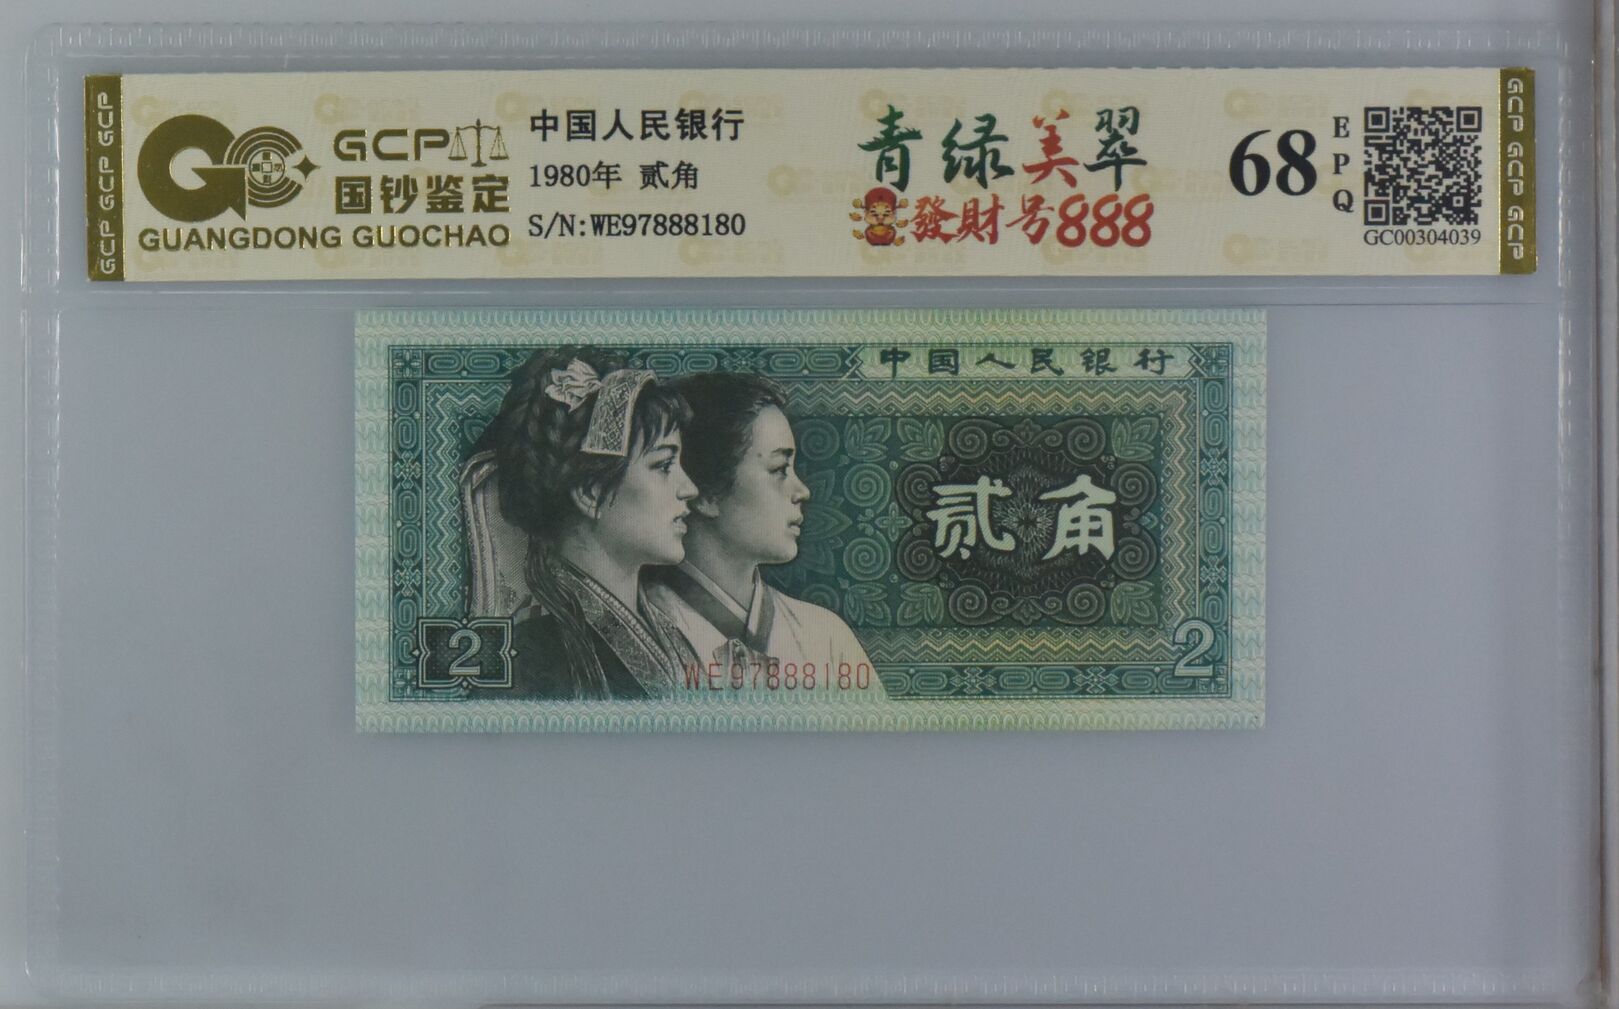 GCP
国钞鉴定
GUANGDONG GUOCHAO
中国人民银行
1980年 贰角
S/N:WE97888180
青绿美翠
發財号888
68
EPQ
GC00304039
GCP GCP GCP
GCP GCP GCP
中国人民银行
贰角
2
2
WE97888180